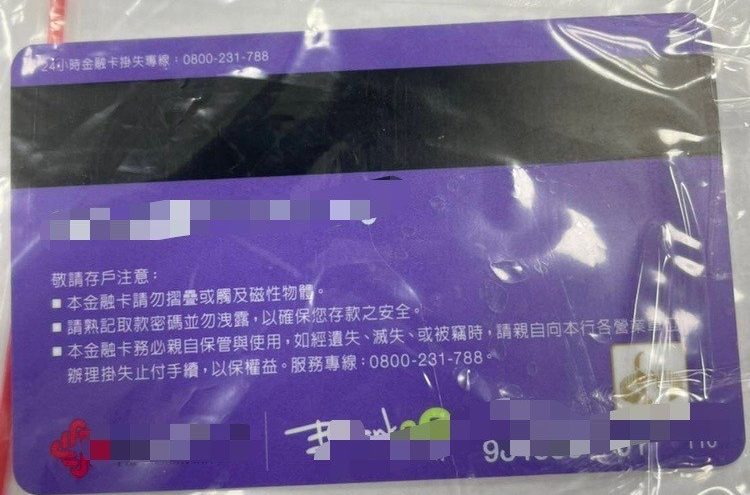 24小時金融卡掛失專線：0800-231-788
敬請存戶注意：
■ 本金融卡請勿摺疊或觸及磁性物體。
■ 請熟記取款密碼並勿洩露，以確保您存款之安全。
■ 本金融卡務必親自保管與使用，如經遺失、滅失、或被竊時，請親自向本行各營業單位
辦理掛失止付手續，以保權益。服務專線：0800-231-788。